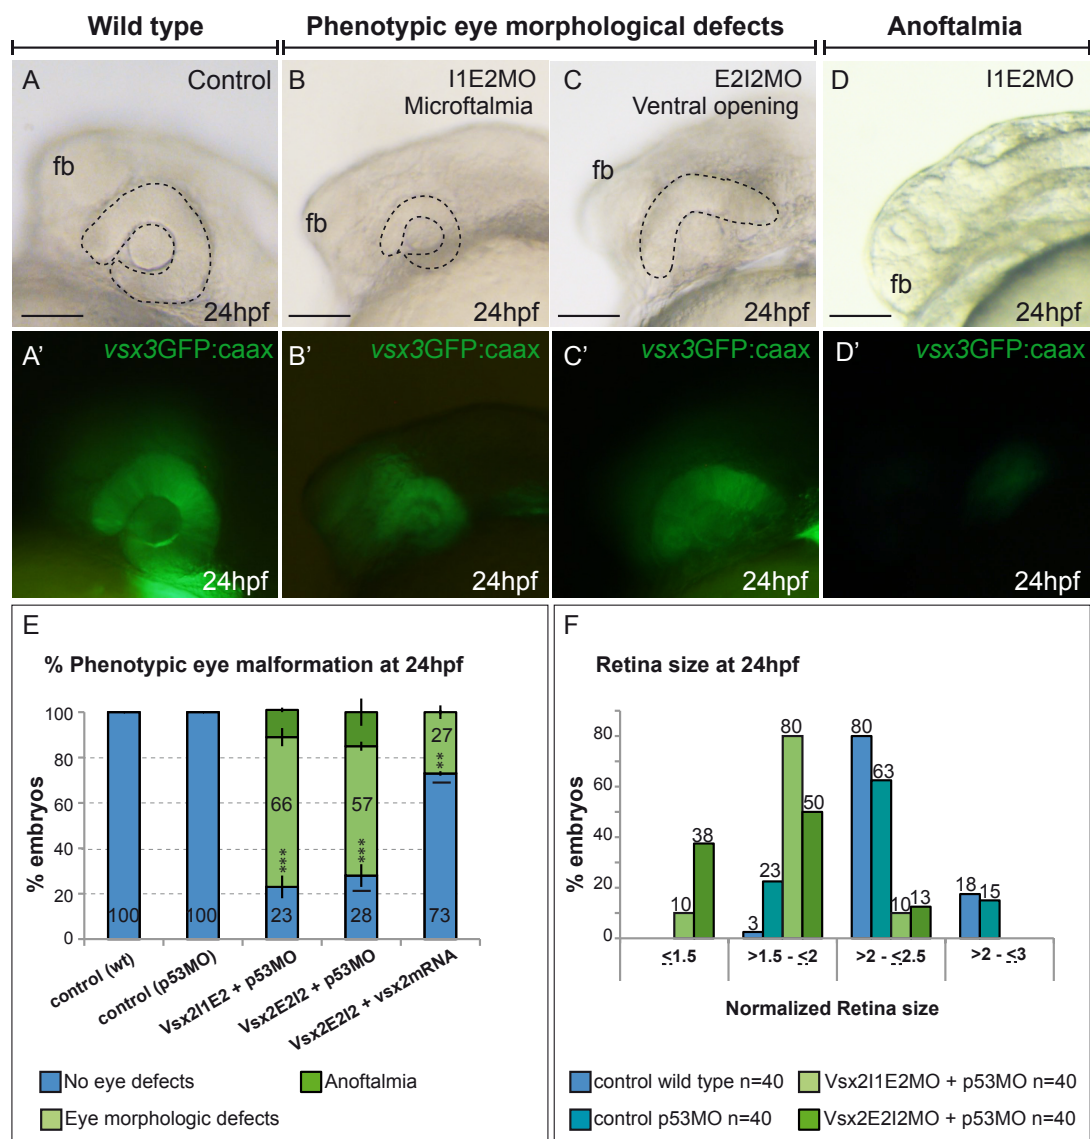 Wild type
Phenotypic eye morphological defects
Anoftalmia
A
Control
fb
24hpf
B
I1E2MO
Microftalmia
fb
24hpf
C
E2I2MO
Ventral opening
fb
24hpf
D
I1E2MO
fb
24hpf
A'
vsx3GFP:caax
24hpf
B'
vsx3GFP:caax
24hpf
C'
vsx3GFP:caax
24hpf
D'
vsx3GFP:caax
24hpf
E
% Phenotypic eye malformation at 24hpf
% embryos
100
80
60
40
20
0
100
100
66
***
23
57
***
28
27
**
73
control (wt)
control (p53MO)
Vsx2I1E2 + p53MO
Vsx2E2I2 + p53MO
Vsx2E2I2 + vsx2mRNA
No eye defects
Anoftalmia
Eye morphologic defects
F
Retina size at 24hpf
% embryos
80
60
40
20
0
10
38
3
23
80
50
80
63
10
13
18
15
≤1.5
>1.5 - ≤2
>2 - ≤2.5
>2 - ≤3
Normalized Retina size
control wild type n=40
Vsx2I1E2MO + p53MO n=40
control p53MO n=40
Vsx2E2I2MO + p53MO n=40